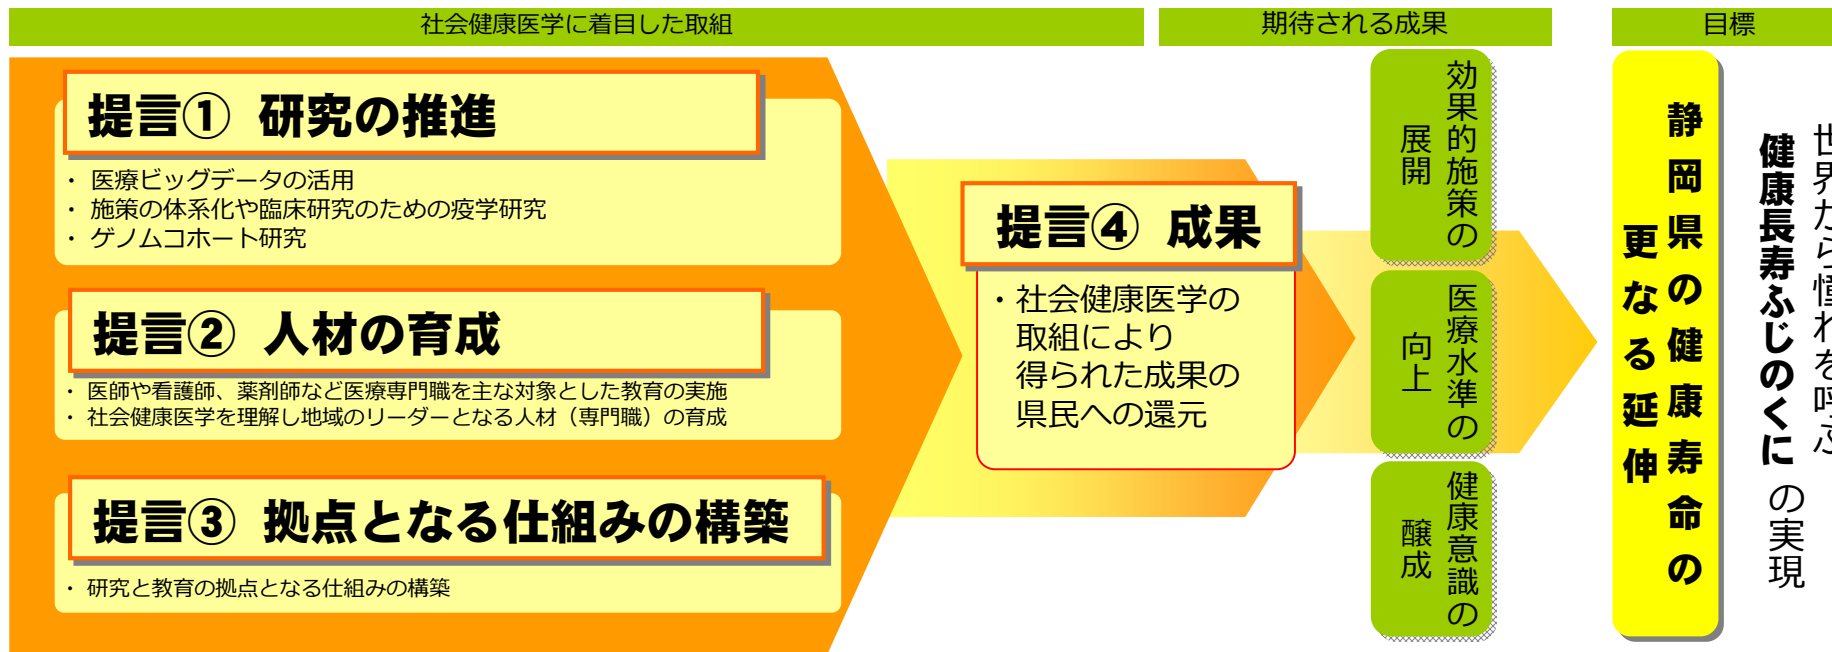 社会健康医学に着目した取組
期待される成果
目標
提言① 研究の推進
・ 医療ビッグデータの活用
・ 施策の体系化や臨床研究のための疫学研究
・ ゲノムコホート研究
提言② 人材の育成
・ 医師や看護師、薬剤師など医療専門職を主な対象とした教育の実施
・ 社会健康医学を理解し地域のリーダーとなる人材（専門職）の育成
提言③ 拠点となる仕組みの構築
・ 研究と教育の拠点となる仕組みの構築
提言④ 成果
・社会健康医学の
取組により
得られた成果の
県民への還元
効果的施策の
展開
医療水準の
向上
健康意識の
醸成
静岡県の健康寿命の
更なる延伸
世界から憧れを呼ぶ
健康長寿ふじのくに の実現